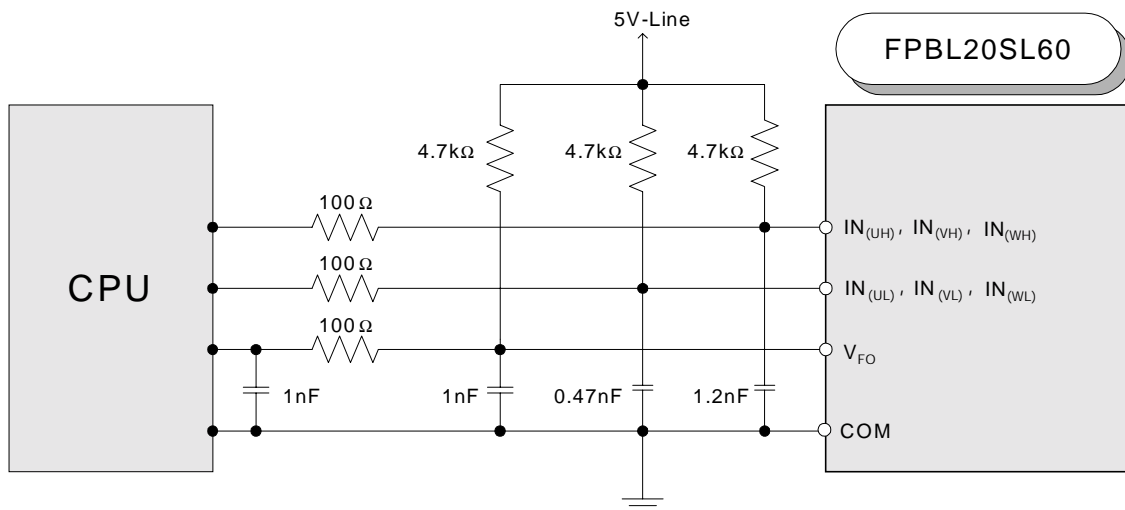 5V-Line
FPBL20SL60
4.7kΩ
4.7kΩ
4.7kΩ
100Ω
IN(UH), IN(VH), IN(WH)
CPU
100Ω
IN(UL), IN(VL), IN(WL)
100Ω
VFO
1nF
1nF
0.47nF
1.2nF
COM